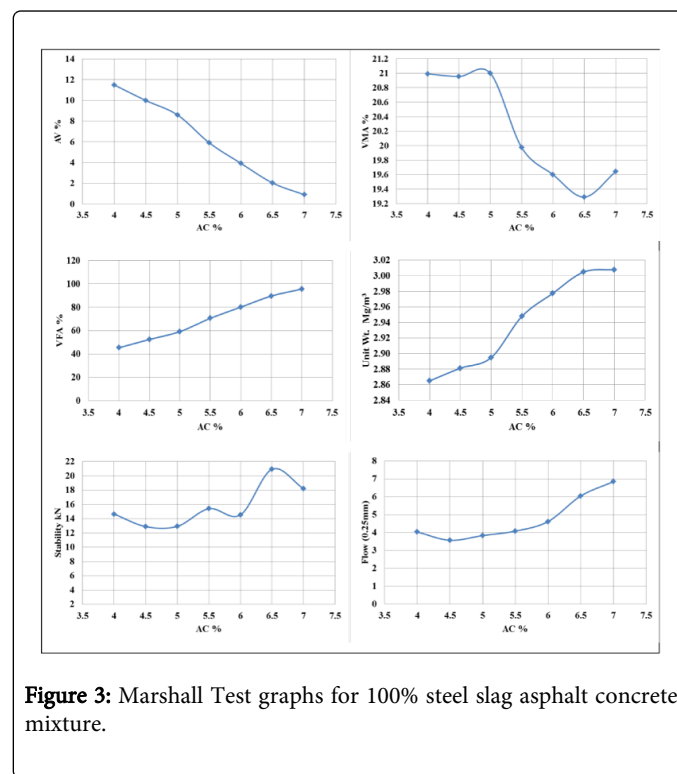 14
12
10
8
6
4
2
0
AV %
3.5 4 4.5 5 5.5 6 6.5 7 7.5
AC %
21.2
21
20.8
20.6
20.4
20.2
20
19.8
19.6
19.4
19.2
VMA %
3.5 4 4.5 5 5.5 6 6.5 7 7.5
AC %
120
100
80
60
40
20
0
VFA %
3.5 4 4.5 5 5.5 6 6.5 7 7.5
AC %
3.02
3.00
2.98
2.96
2.94
2.92
2.90
2.88
2.86
2.84
Unit Wt. Mg/m³
3.5 4 4.5 5 5.5 6 6.5 7 7.5
AC %
22
20
18
16
14
12
10
8
6
4
2
Stability kN
3.5 4 4.5 5 5.5 6 6.5 7 7.5
AC %
8
7
6
5
4
3
2
1
0
Flow (0.25mm)
3.5 4 4.5 5 5.5 6 6.5 7 7.5
AC %
Figure 3: Marshall Test graphs for 100% steel slag asphalt concrete
mixture.